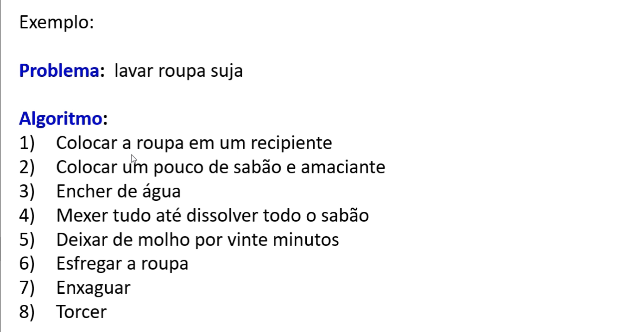 Exemplo:
Problema: lavar roupa suja
Algoritmo:
1) Colocar a roupa em um recipiente
2) Colocar um pouco de sabão e amaciante
3) Encher de água
4) Mexer tudo até dissolver todo o sabão
5) Deixar de molho por vinte minutos
6) Esfregar a roupa
7) Enxaguar
8) Torcer